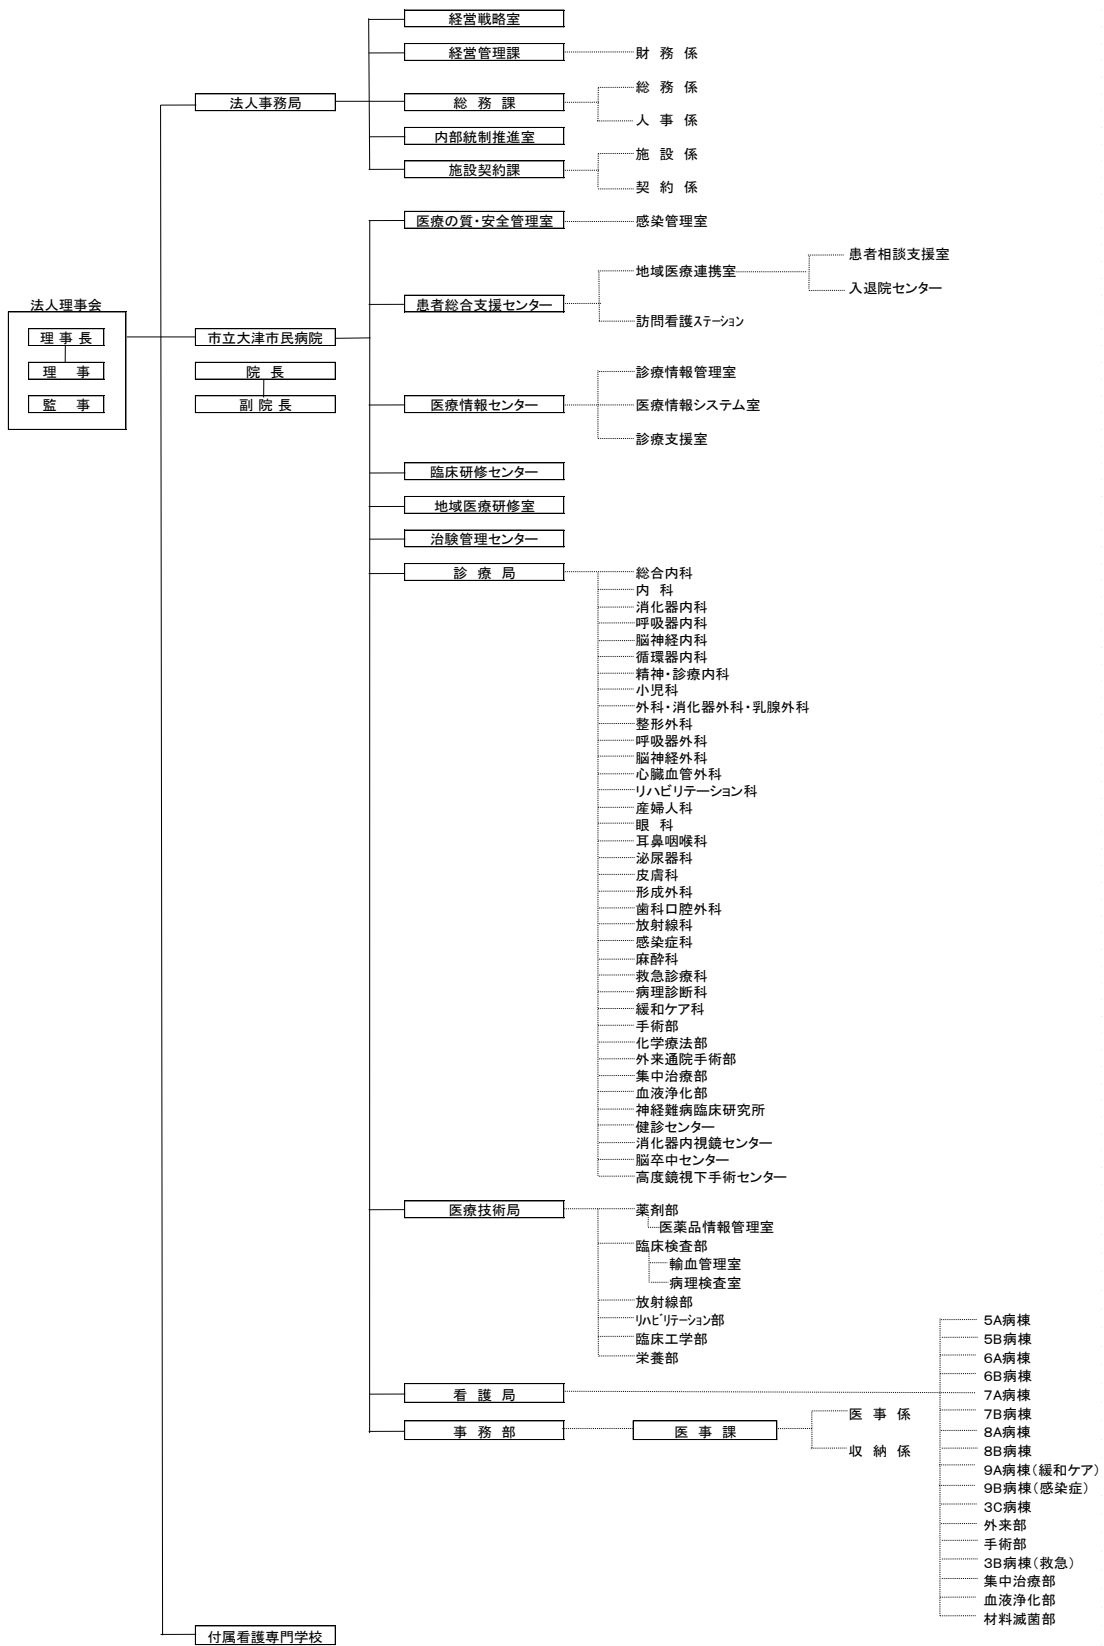 経営戦略室
経営管理課
財 務 係
法人事務局
総 務 課
総 務 係
人 事 係
内部統制推進室
施設契約課
施 設 係
契 約 係
医療の質・安全管理室
感染管理室
患者総合支援センター
地域医療連携室
患者相談支援室
入退院センター
訪問看護ステーション
法人理事会
理 事 長
理 事
監 事
市立大津市民病院
院 長
副 院 長
医療情報センター
診療情報管理室
医療情報システム室
診療支援室
臨床研修センター
地域医療研修室
治験管理センター
診 療 局
総合内科
内 科
消化器内科
呼吸器内科
脳神経内科
循環器内科
精神・診療内科
小児科
外科・消化器外科・乳腺外科
整形外科
呼吸器外科
脳神経外科
心臓血管外科
リハビリテーション科
産婦人科
眼 科
耳鼻咽喉科
泌尿器科
皮膚科
形成外科
歯科口腔外科
放射線科
感染症科
麻酔科
救急診療科
病理診断科
緩和ケア科
手術部
化学療法部
外来通院手術部
集中治療部
血液浄化部
神経難病臨床研究所
健診センター
消化器内視鏡センター
脳卒中センター
高度鏡視下手術センター
医療技術局
薬剤部
医薬品情報管理室
臨床検査部
輸血管理室
病理検査室
放射線部
リハビリテーション部
臨床工学部
栄養部
看 護 局
5A病棟
5B病棟
6A病棟
6B病棟
7A病棟
7B病棟
8A病棟
8B病棟
9A病棟(緩和ケア)
9B病棟(感染症)
3C病棟
外来部
手術部
3B病棟(救急)
集中治療部
血液浄化部
材料滅菌部
事 務 部
医 事 課
医 事 係
収 納 係
付属看護専門学校